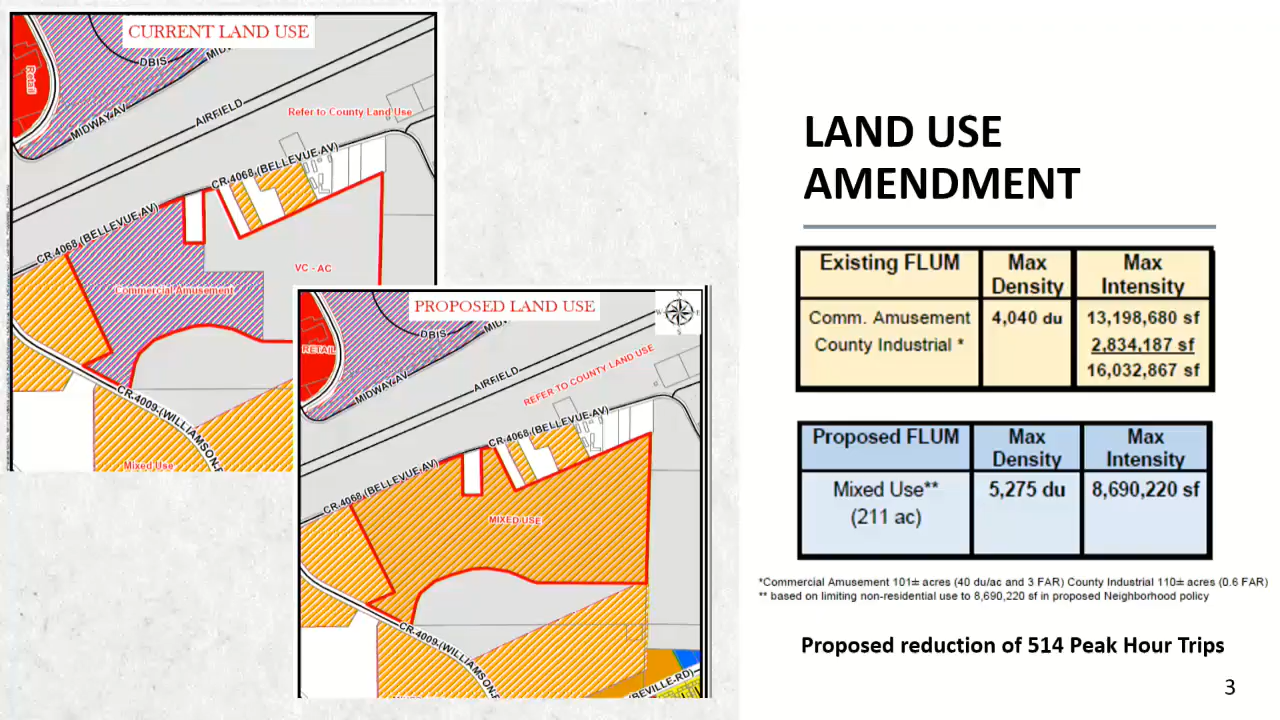 CURRENT LAND USE
Retail
DBIS
MIDWAY AV
AIRFIELD
Refer to County Land Use
CR 4068 (BELLEVUE AV)
CR 4068 (BELLEVUE AV)
VC - AC
Commercial Amusement
CR 4009 (WILLIAMSON
Mixed Use
PROPOSED LAND USE
N
W E
S
RETAIL
DBIS
MIDWAY AV
AIRFIELD
REFER TO COUNTY LAND USE
CR 4068 (BELLEVUE AV)
CR 4068 (BELLEVUE AV)
MIXED USE
CR 4009 (WILLIAMSON
(BEVILLE RD)
LAND USE
AMENDMENT
Existing FLUM Max Density Max Intensity
Comm. Amusement 4,040 du 13,198,680 sf
County Industrial * 2,834,187 sf
16,032,867 sf
Proposed FLUM Max Density Max Intensity
Mixed Use** 5,275 du 8,690,220 sf
(211 ac)
*Commercial Amusement 101± acres (40 du/ac and 3 FAR) County Industrial 110± acres (0.6 FAR)
** based on limiting non-residential use to 8,690,220 sf in proposed Neighborhood policy
Proposed reduction of 514 Peak Hour Trips
3